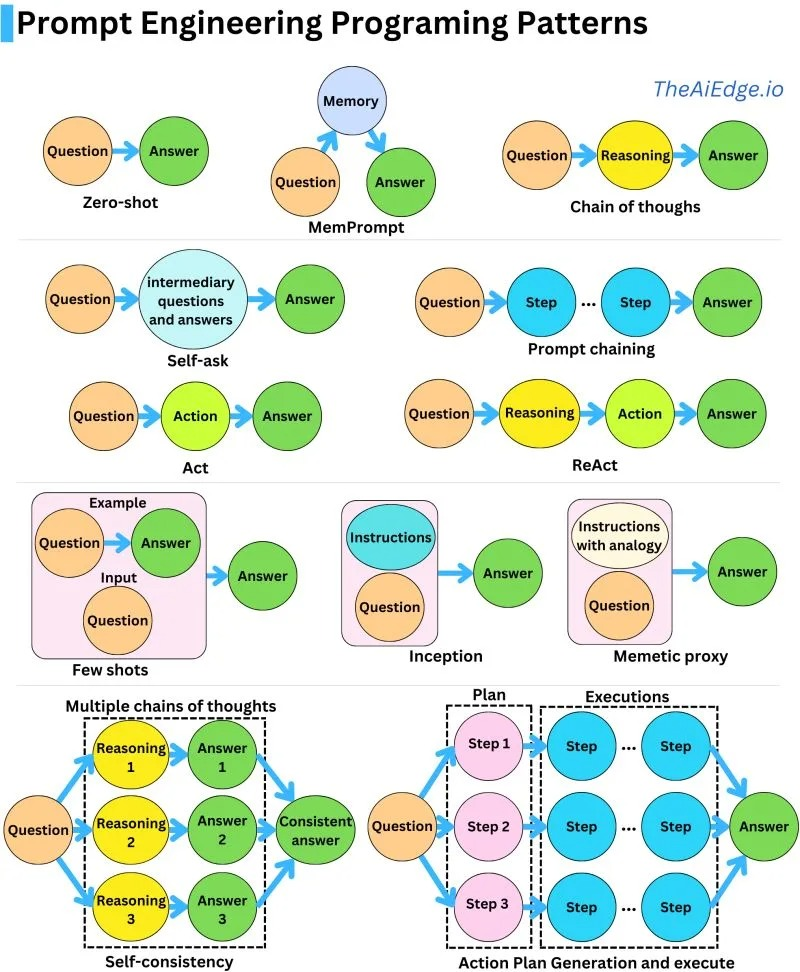 Prompt Engineering Programing Patterns
TheAiEdge.io
Question
Answer
Zero-shot
Memory
Question
Answer
MemPrompt
Question
Reasoning
Answer
Chain of thoughs
Question
intermediary
questions
and answers
Answer
Self-ask
Question
Step
...
Step
Answer
Prompt chaining
Question
Action
Answer
Act
Question
Reasoning
Action
Answer
ReAct
Example
Question
Answer
Input
Question
Answer
Few shots
Instructions
Question
Answer
Inception
Instructions
with analogy
Question
Answer
Memetic proxy
Multiple chains of thoughts
Question
Reasoning
1
Answer
1
Reasoning
2
Answer
2
Reasoning
3
Answer
3
Consistent
answer
Self-consistency
Plan
Executions
Question
Step 1
Step
...
Step
Step 2
Step
...
Step
Step 3
Step
...
Step
Answer
Action Plan Generation and execute